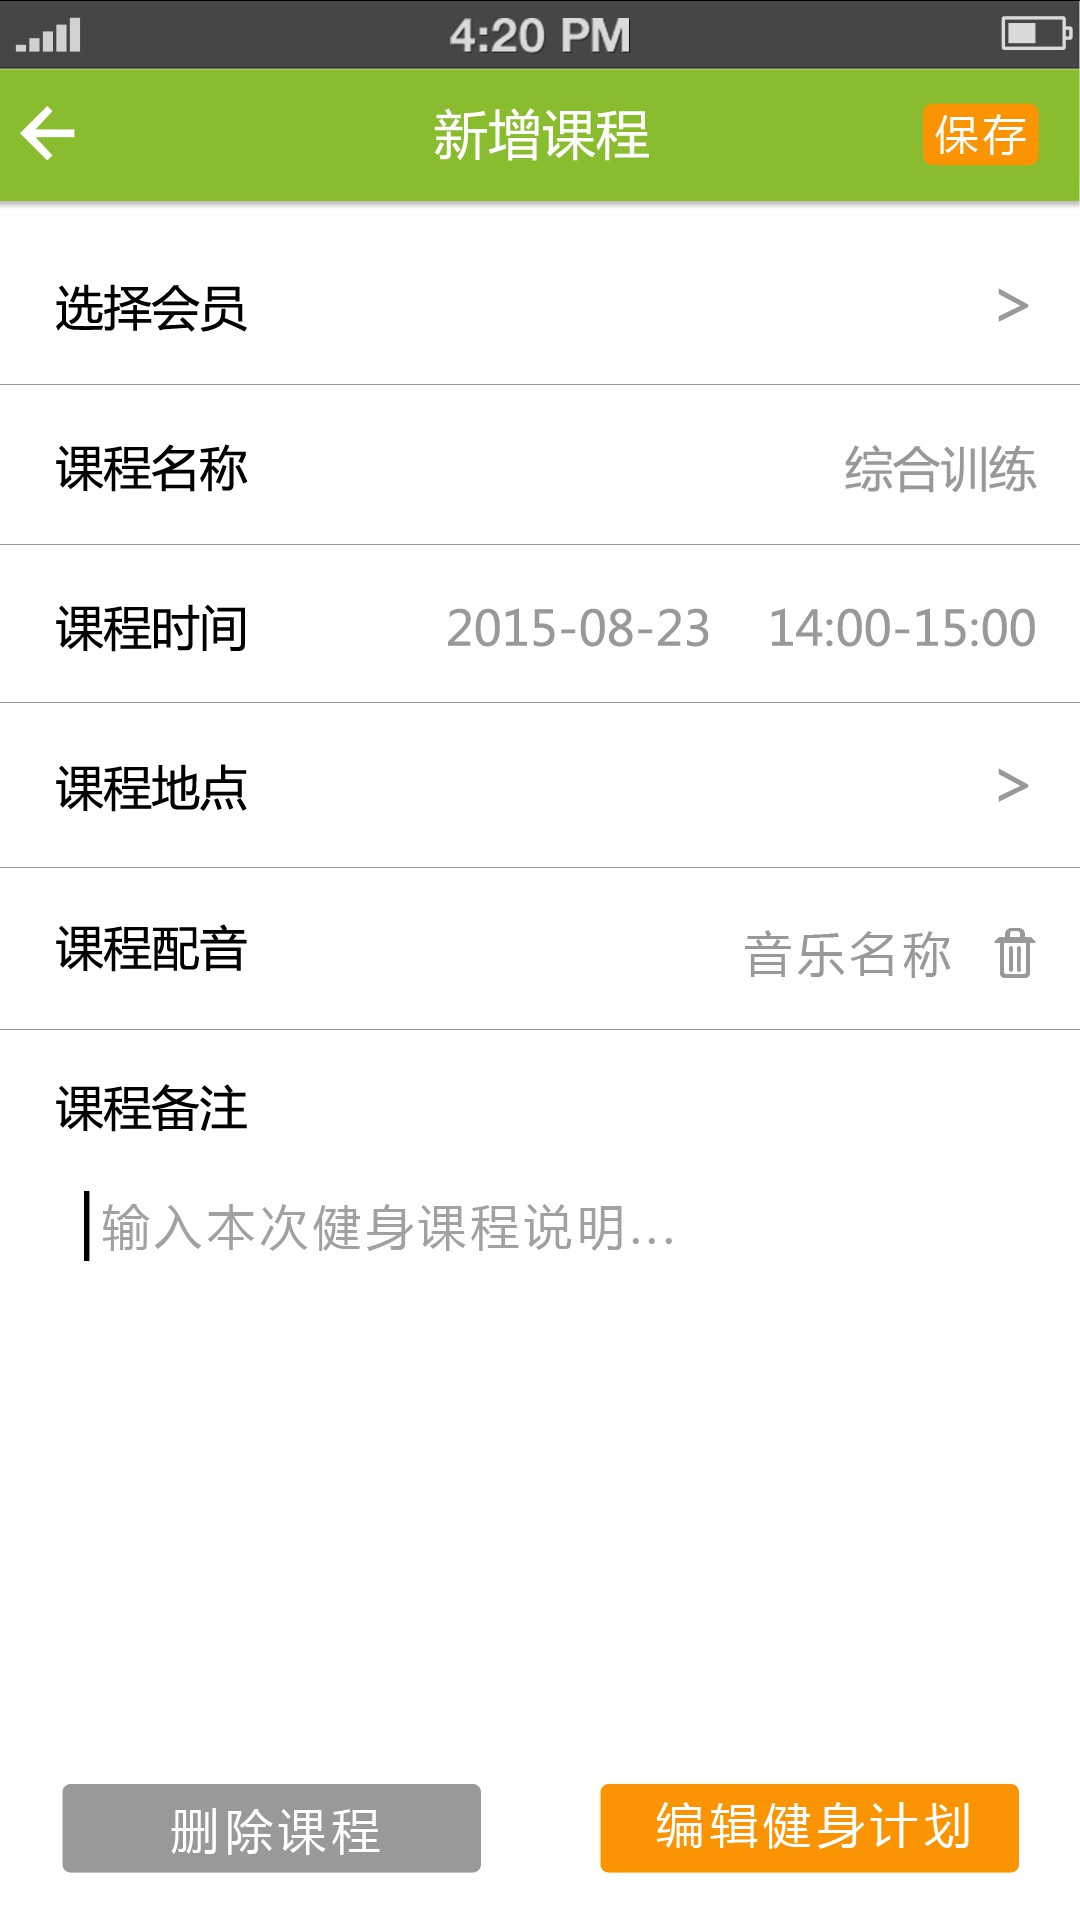 4:20 PM
新增课程 保存
选择会员 >
课程名称 综合训练
课程时间 2015-08-23 14:00-15:00
课程地点 >
课程配音 音乐名称
课程备注
输入本次健身课程说明...
删除课程 编辑健身计划